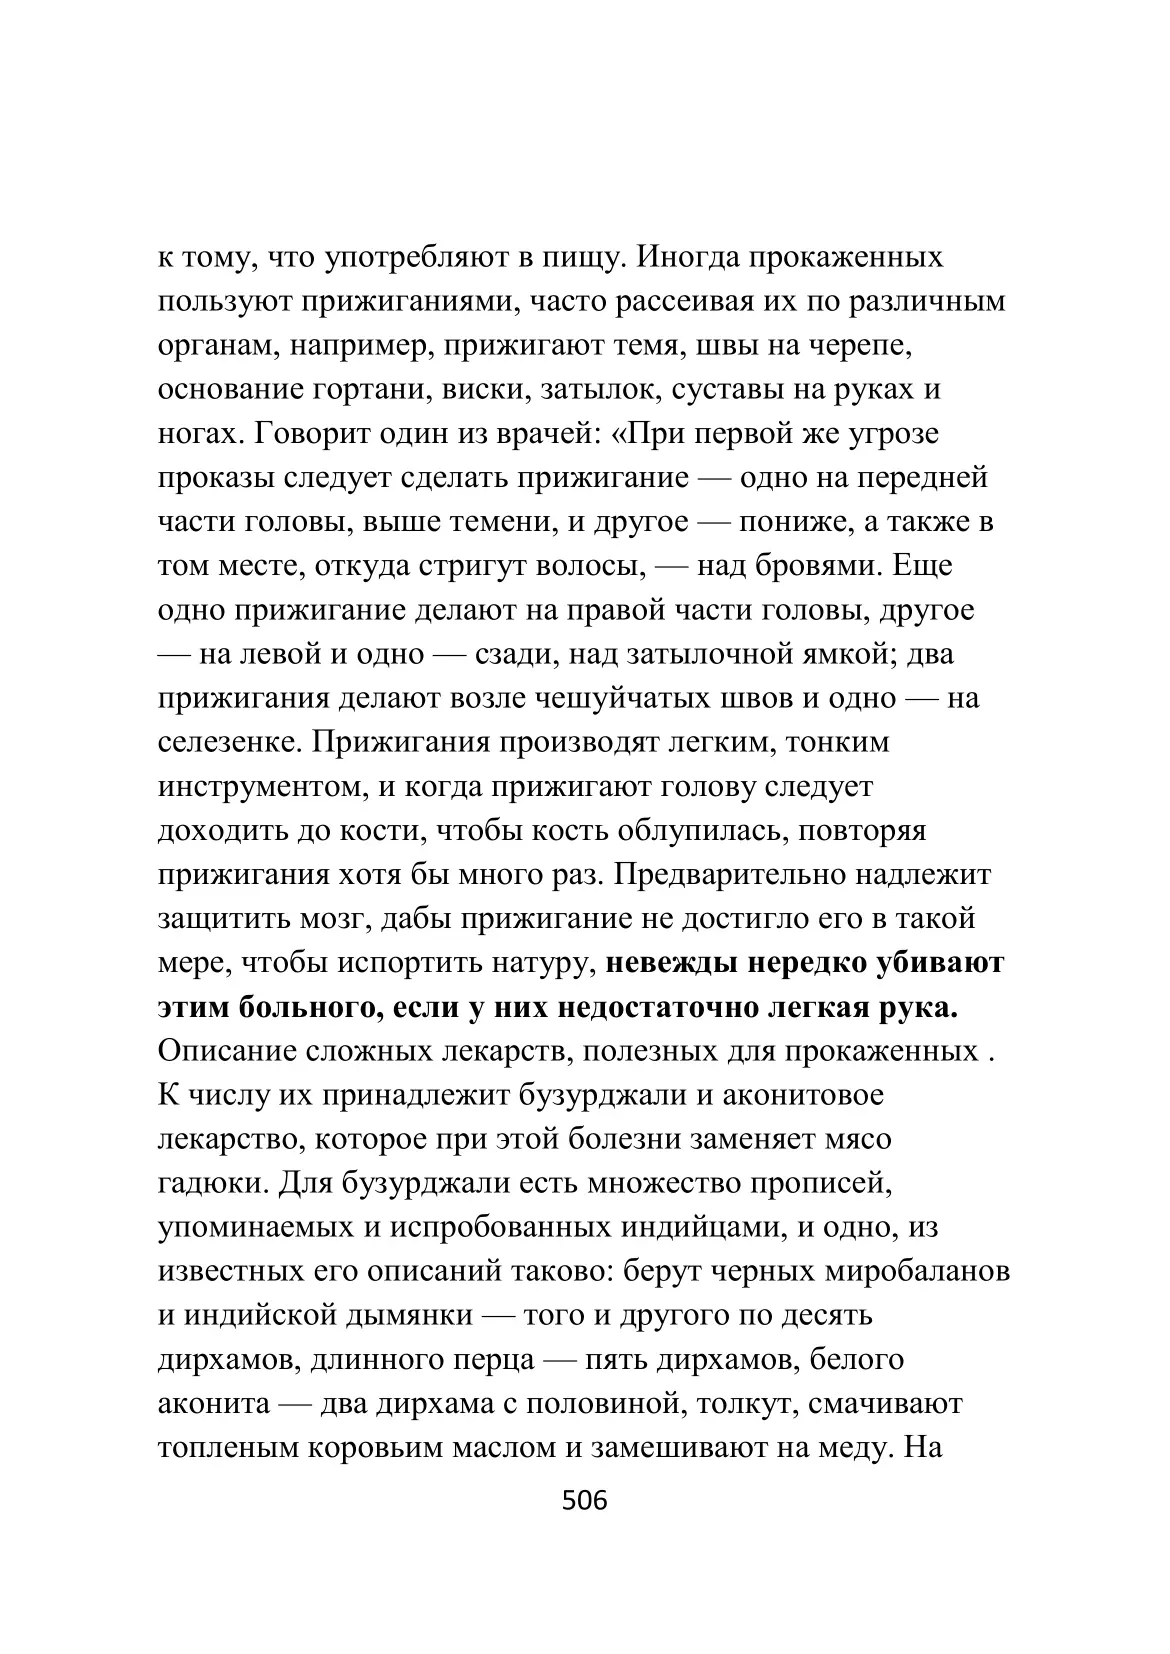 к тому, что употребляют в пищу. Иногда прокаженных
пользуют прижиганиями, часто рассеивая их по различным
органам, например, прижигают темя, швы на черепе,
основание гортани, виски, затылок, суставы на руках и
ногах. Говорит один из врачей: «При первой же угрозе
проказы следует сделать прижигание — одно на передней
части головы, выше темени, и другое — пониже, а также в
том месте, откуда стригут волосы, — над бровями. Еще
одно прижигание делают на правой части головы, другое
— на левой и одно — сзади, над затылочной ямкой; два
прижигания делают возле чешуйчатых швов и одно — на
селезенке. Прижигания производят легким, тонким
инструментом, и когда прижигают голову следует
доходить до кости, чтобы кость облупилась, повторяя
прижигания хотя бы много раз. Предварительно надлежит
защитить мозг, дабы прижигание не достигло его в такой
мере, чтобы испортить натуру, невежды нередко убивают
этим больного, если у них недостаточно легкая рука.
Описание сложных лекарств, полезных для прокаженных .
К числу их принадлежит бузурджали и аконитовое
лекарство, которое при этой болезни заменяет мясо
гадюки. Для бузурджали есть множество прописей,
упоминаемых и испробованных индийцами, и одно, из
известных его описаний таково: берут черных миробаланов
и индийской дымянки — того и другого по десять
дирхамов, длинного перца — пять дирхамов, белого
аконита — два дирхама с половиной, толкут, смачивают
топленым коровьим маслом и замешивают на меду. На
506